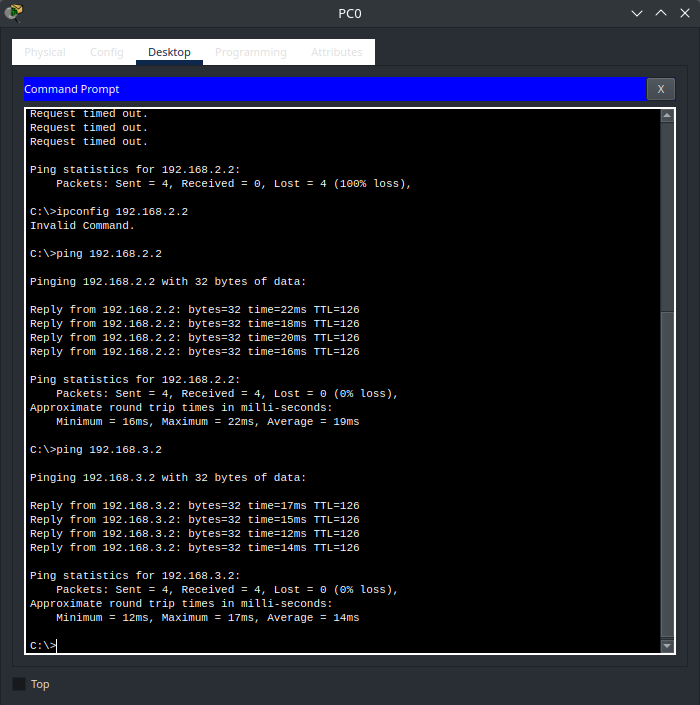 PC0
Physical Config Desktop Programming Attributes
Command Prompt X
Request timed out.
Request timed out.
Request timed out.
Ping statistics for 192.168.2.2:
Packets: Sent = 4, Received = 0, Lost = 4 (100% loss),
C:\>ipconfig 192.168.2.2
Invalid Command.
C:\>ping 192.168.2.2
Pinging 192.168.2.2 with 32 bytes of data:
Reply from 192.168.2.2: bytes=32 time=22ms TTL=126
Reply from 192.168.2.2: bytes=32 time=18ms TTL=126
Reply from 192.168.2.2: bytes=32 time=20ms TTL=126
Reply from 192.168.2.2: bytes=32 time=16ms TTL=126
Ping statistics for 192.168.2.2:
Packets: Sent = 4, Received = 4, Lost = 0 (0% loss),
Approximate round trip times in milli-seconds:
Minimum = 16ms, Maximum = 22ms, Average = 19ms
C:\>ping 192.168.3.2
Pinging 192.168.3.2 with 32 bytes of data:
Reply from 192.168.3.2: bytes=32 time=17ms TTL=126
Reply from 192.168.3.2: bytes=32 time=15ms TTL=126
Reply from 192.168.3.2: bytes=32 time=12ms TTL=126
Reply from 192.168.3.2: bytes=32 time=14ms TTL=126
Ping statistics for 192.168.3.2:
Packets: Sent = 4, Received = 4, Lost = 0 (0% loss),
Approximate round trip times in milli-seconds:
Minimum = 12ms, Maximum = 17ms, Average = 14ms
C:\>
Top